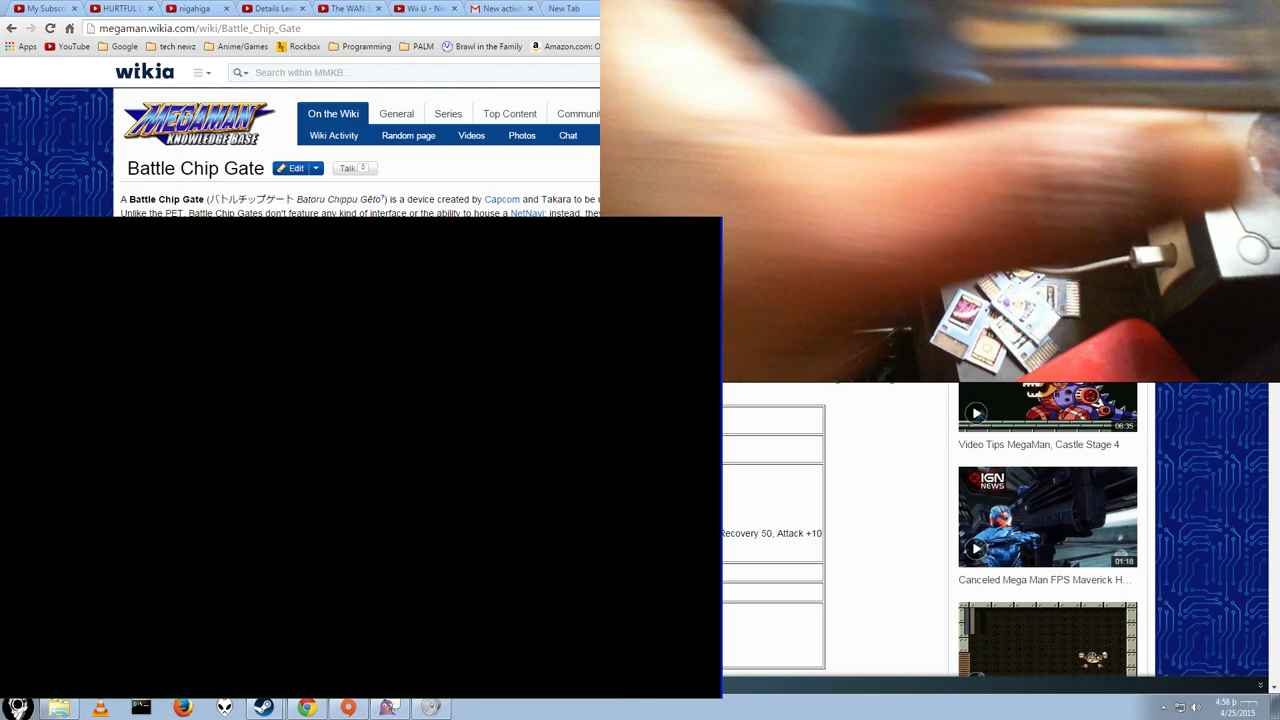 My Subscri
HURTFUL C
nigahiga
Details Leak
The WAN S
Wii U - Nin
New activit
New Tab
megaman.wikia.com/wiki/Battle_Chip_Gate
Apps
YouTube
Google
tech newz
Anime/Games
Rockbox
Programming
PALM
Brawl in the Family
Amazon.com: O
wikia
Search within MMKB...
MEGAMAN
KNOWLEDGE BASE
On the Wiki
General
Series
Top Content
Communi
Wiki Activity
Random page
Videos
Photos
Chat
Battle Chip Gate
Edit
Talk 0
A Battle Chip Gate (バトルチップゲート Batoru Chippu Gēto?) is a device created by Capcom and Takara to be u
Unlike the PET, Battle Chip Gates don't feature any kind of interface or the ability to house a NetNavi; instead, the
Recovery 50, Attack +10
06:35
Video Tips MegaMan, Castle Stage 4
IGN
NEWS
01:18
Canceled Mega Man FPS Maverick H...
4:58 þ
4/25/2015